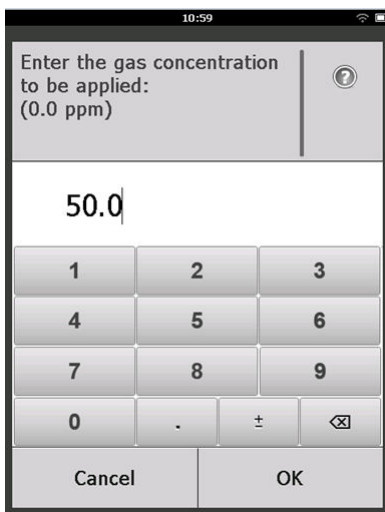 10:59
Enter the gas concentration
to be applied:
(0.0 ppm)
?
50.0
1 2 3
4 5 6
7 8 9
0 . ±
Cancel OK